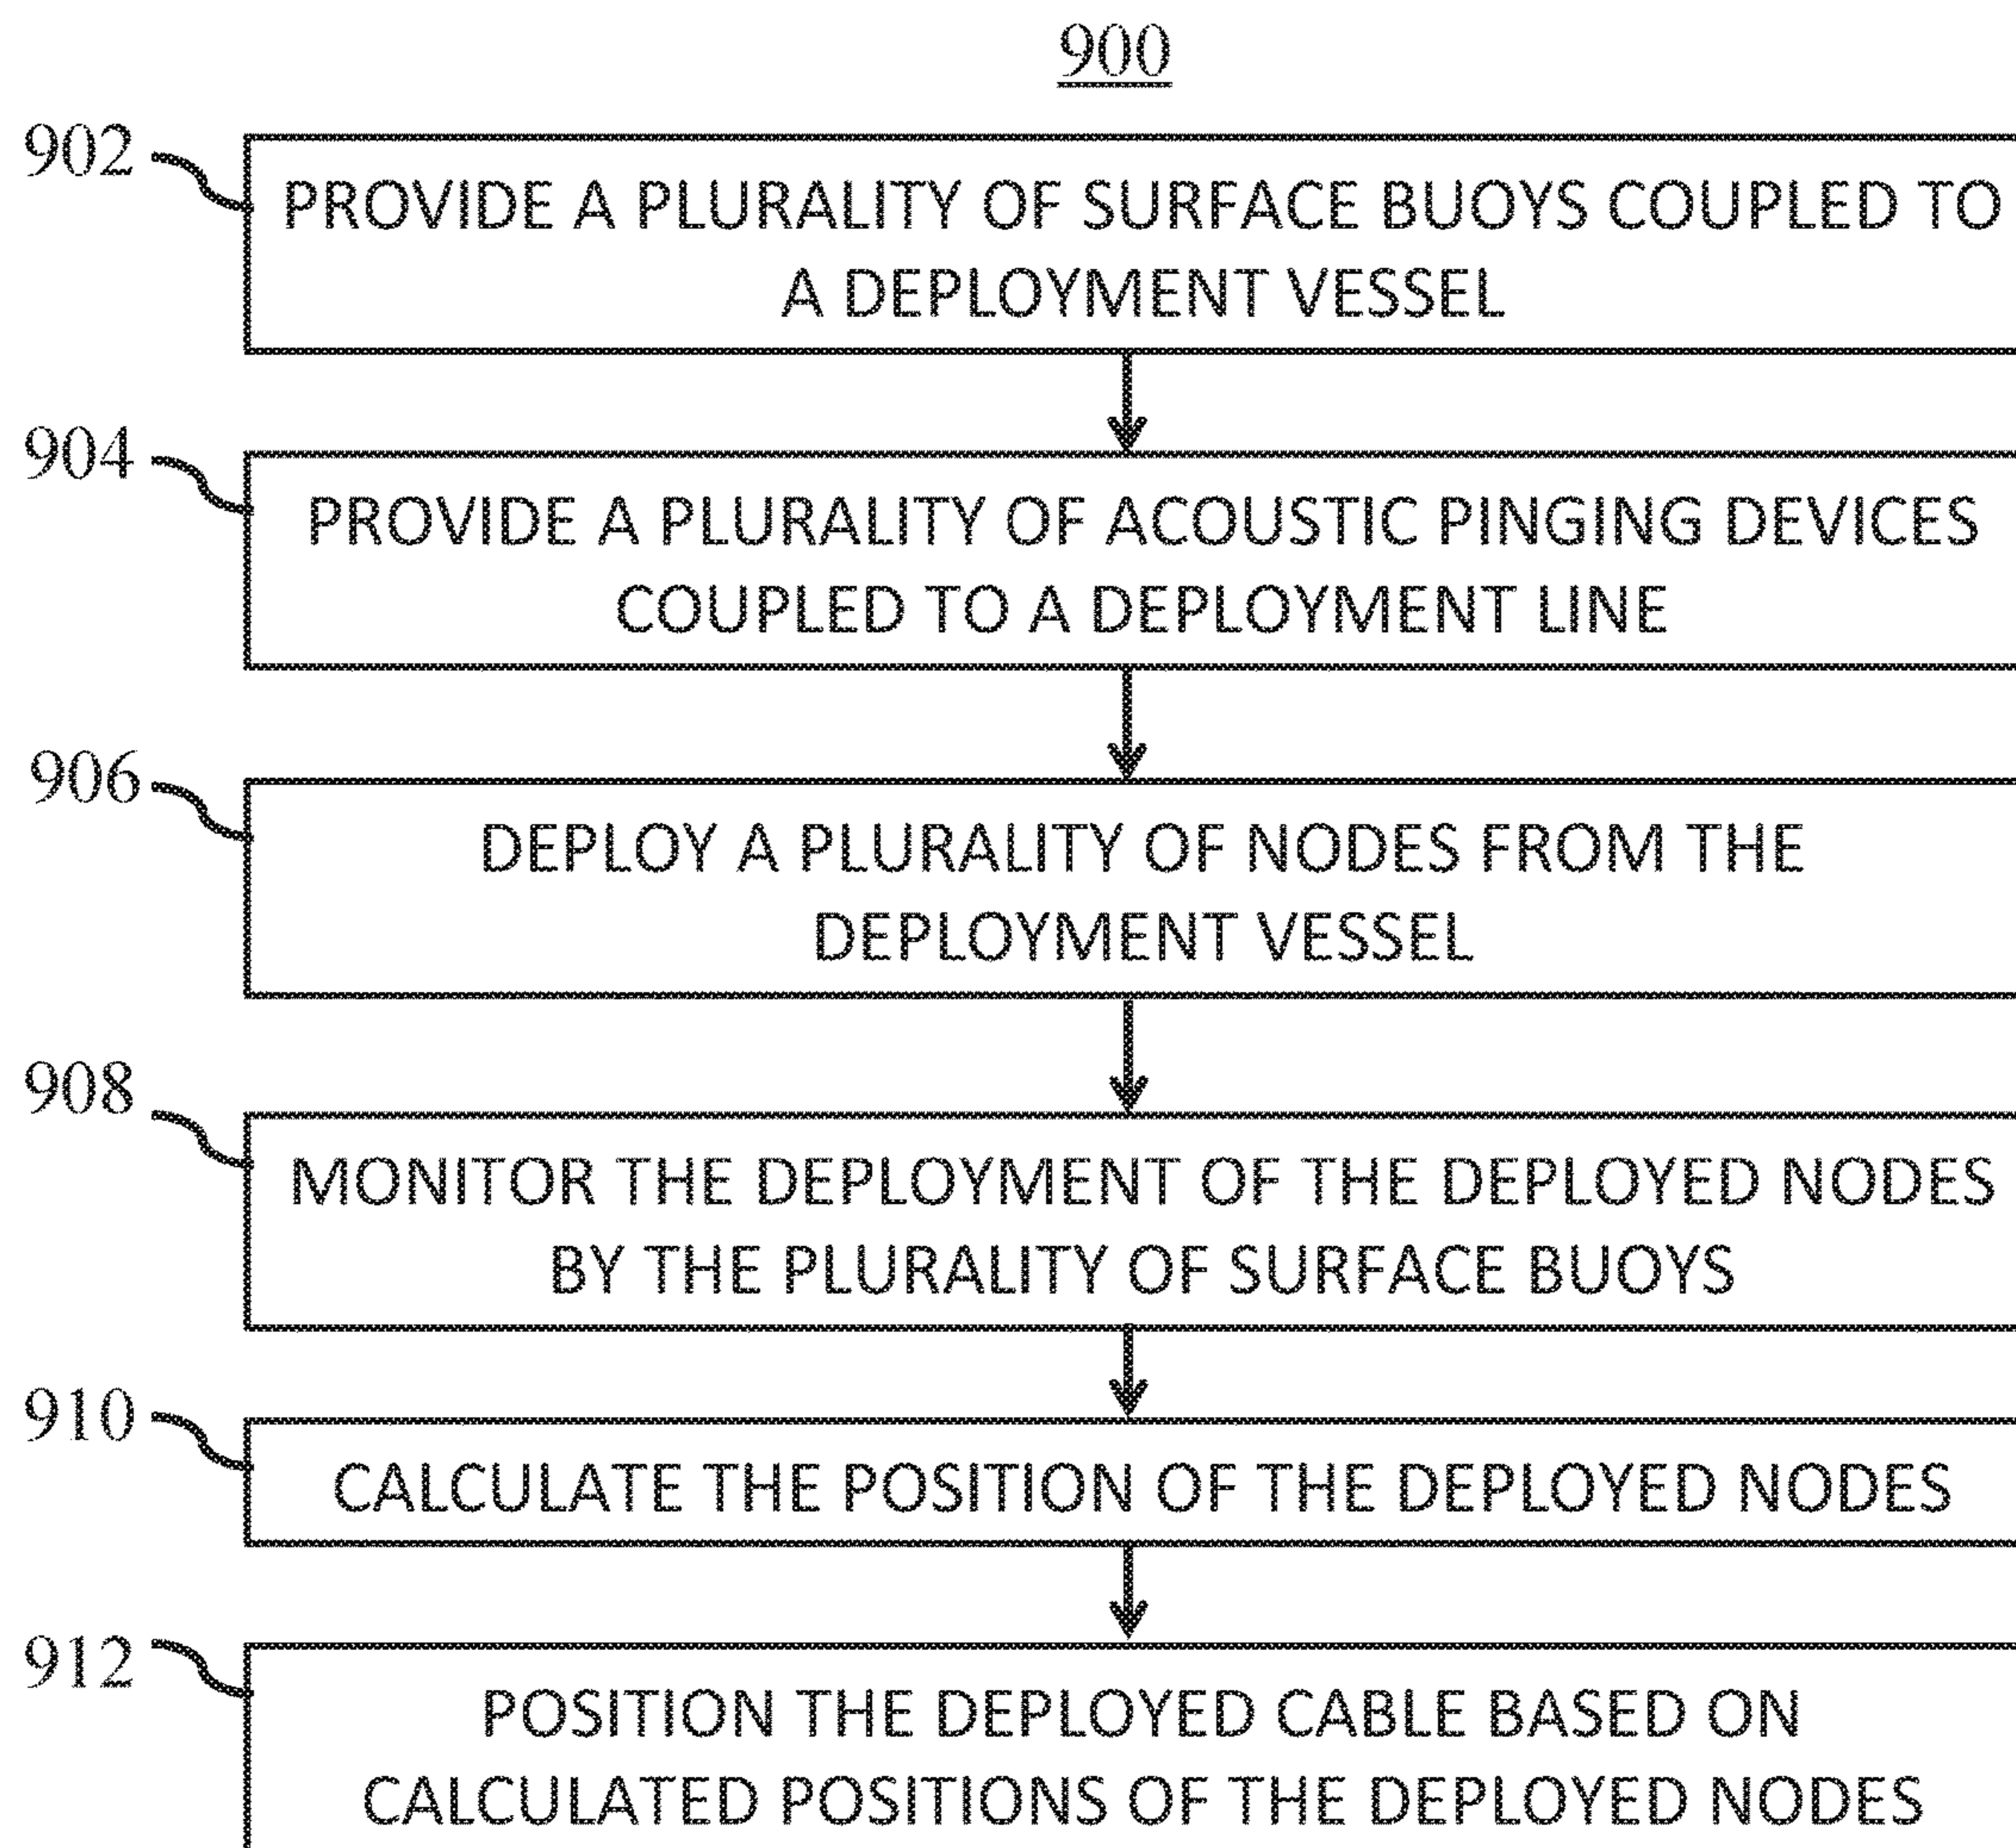 900
902
PROVIDE A PLURALITY OF SURFACE BUOYS COUPLED TO
A DEPLOYMENT VESSEL
904
PROVIDE A PLURALITY OF ACOUSTIC PINGING DEVICES
COUPLED TO A DEPLOYMENT LINE
906
DEPLOY A PLURALITY OF NODES FROM THE
DEPLOYMENT VESSEL
908
MONITOR THE DEPLOYMENT OF THE DEPLOYED NODES
BY THE PLURALITY OF SURFACE BUOYS
910
CALCULATE THE POSITION OF THE DEPLOYED NODES
912
POSITION THE DEPLOYED CABLE BASED ON
CALCULATED POSITIONS OF THE DEPLOYED NODES